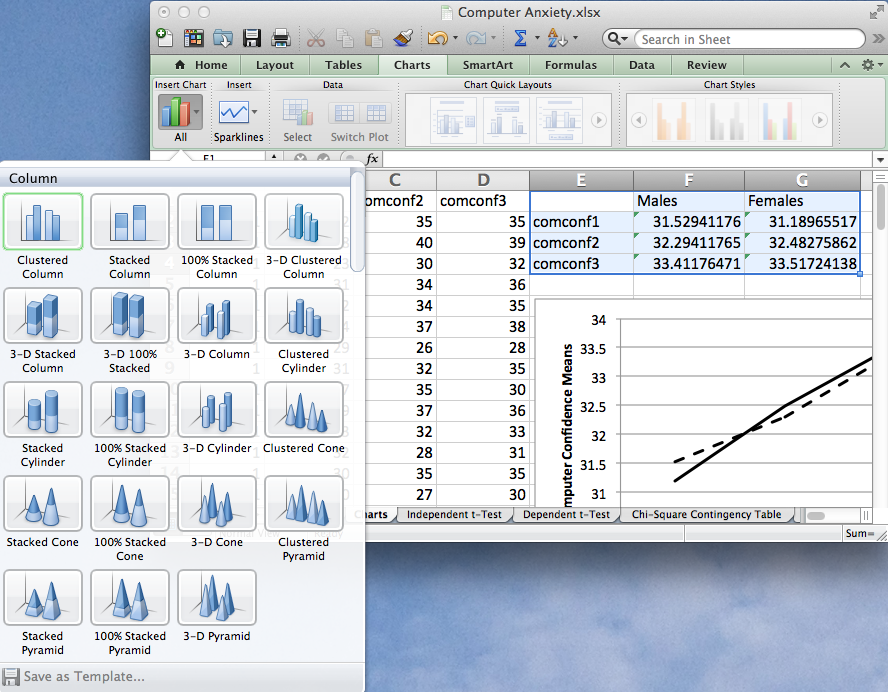 Computer Anxiety.xlsx
Search in Sheet
Home Layout Tables Charts SmartArt Formulas Data Review
Insert Chart Insert Data Chart Quick Layouts Chart Styles
All Sparklines Select Switch Plot
E1 fx
Column
C D E F G
omconf2 comconf3 Males Females
35 35 comconf1 31.52941176 31.18965517
40 39 comconf2 32.29411765 32.48275862
30 32 comconf3 33.41176471 33.51724138
34 36
34 35
37 38
26 28
32 35
35 30
37 36
32 33
28 31
35 35
27 30
Clustered Column
Stacked Column
100% Stacked Column
3-D Clustered Column
3-D Stacked Column
3-D 100% Stacked
3-D Column
Clustered Cylinder
Stacked Cylinder
100% Stacked Cylinder
3-D Cylinder
Clustered Cone
Stacked Cone
100% Stacked Cone
3-D Cone
Clustered Pyramid
Stacked Pyramid
100% Stacked Pyramid
3-D Pyramid
Save as Template...
mputer Confidence Means
34
33.5
33
32.5
32
31.5
31
Charts Independent t-Test Dependent t-Test Chi-Square Contingency Table
Sum=